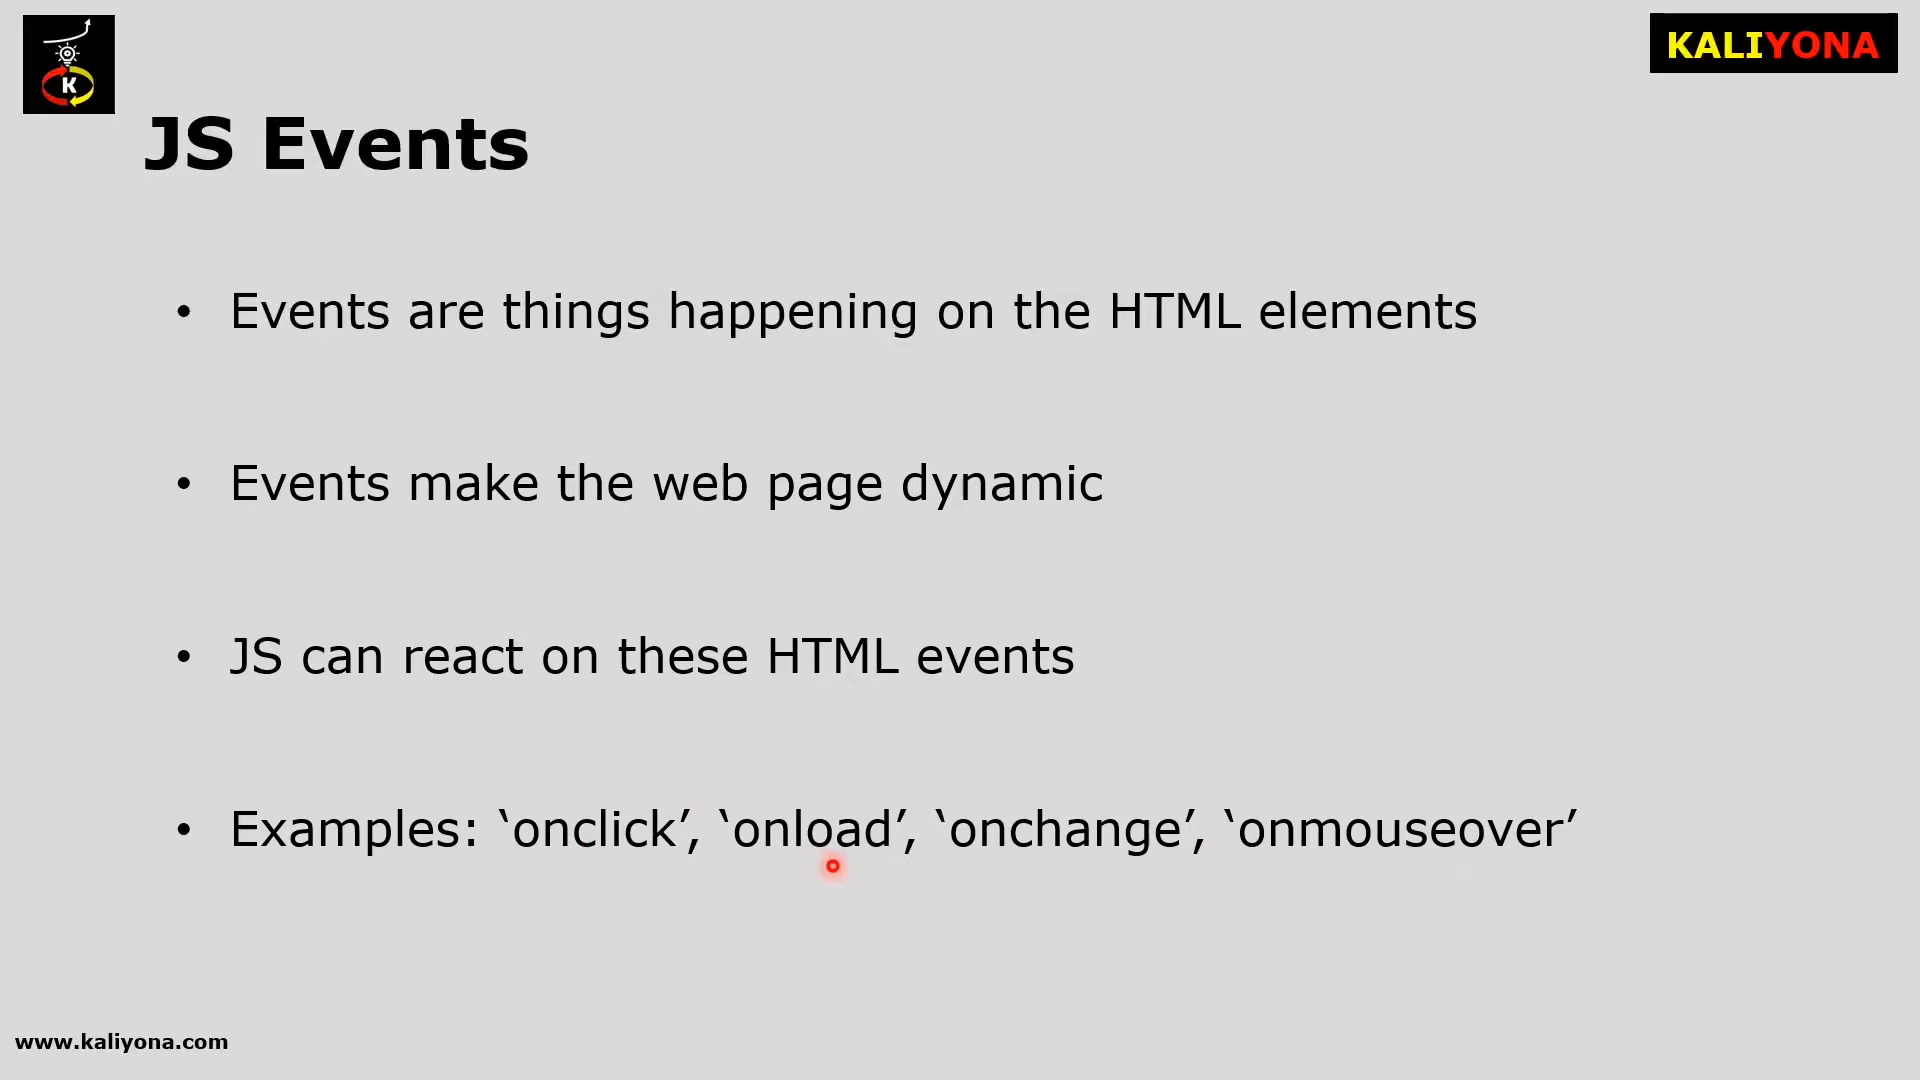 K
KALIYONA
JS Events
• Events are things happening on the HTML elements
• Events make the web page dynamic
• JS can react on these HTML events
• Examples: ‘onclick’, ‘onload’, ‘onchange’, ‘onmouseover’
www.kaliyona.com